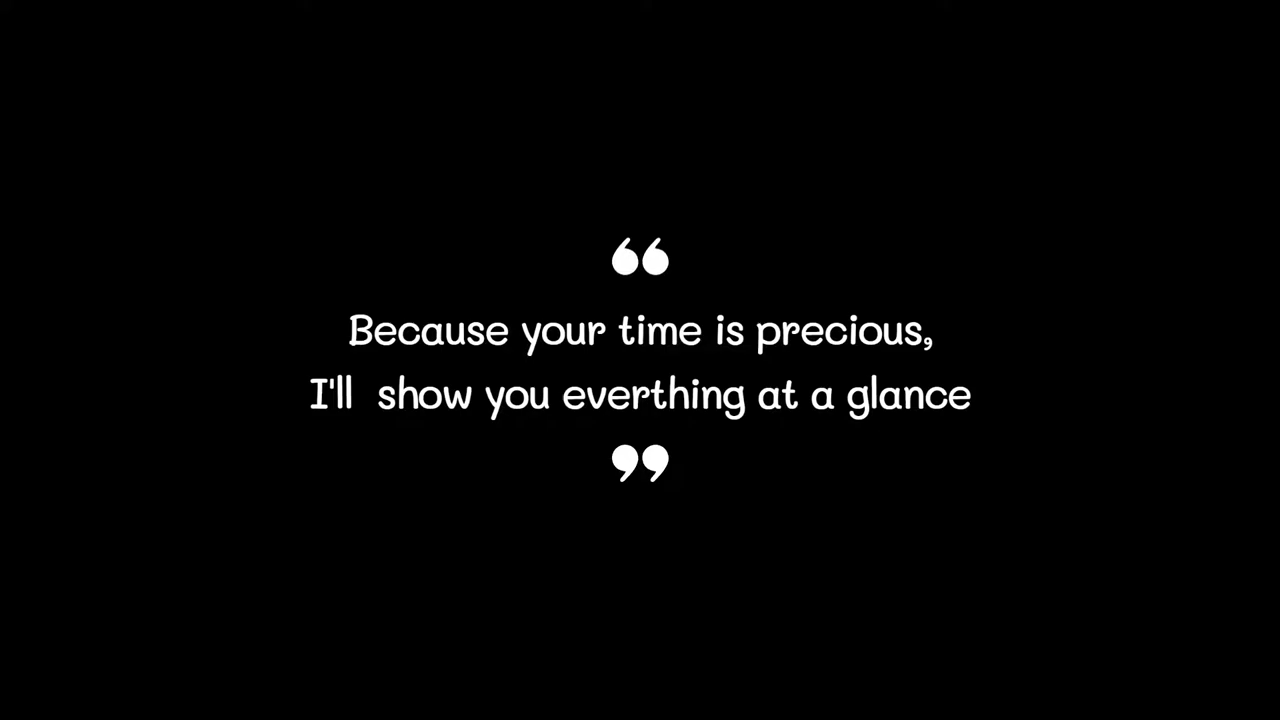 “
Because your time is precious,
I'll  show you everthing at a glance
”